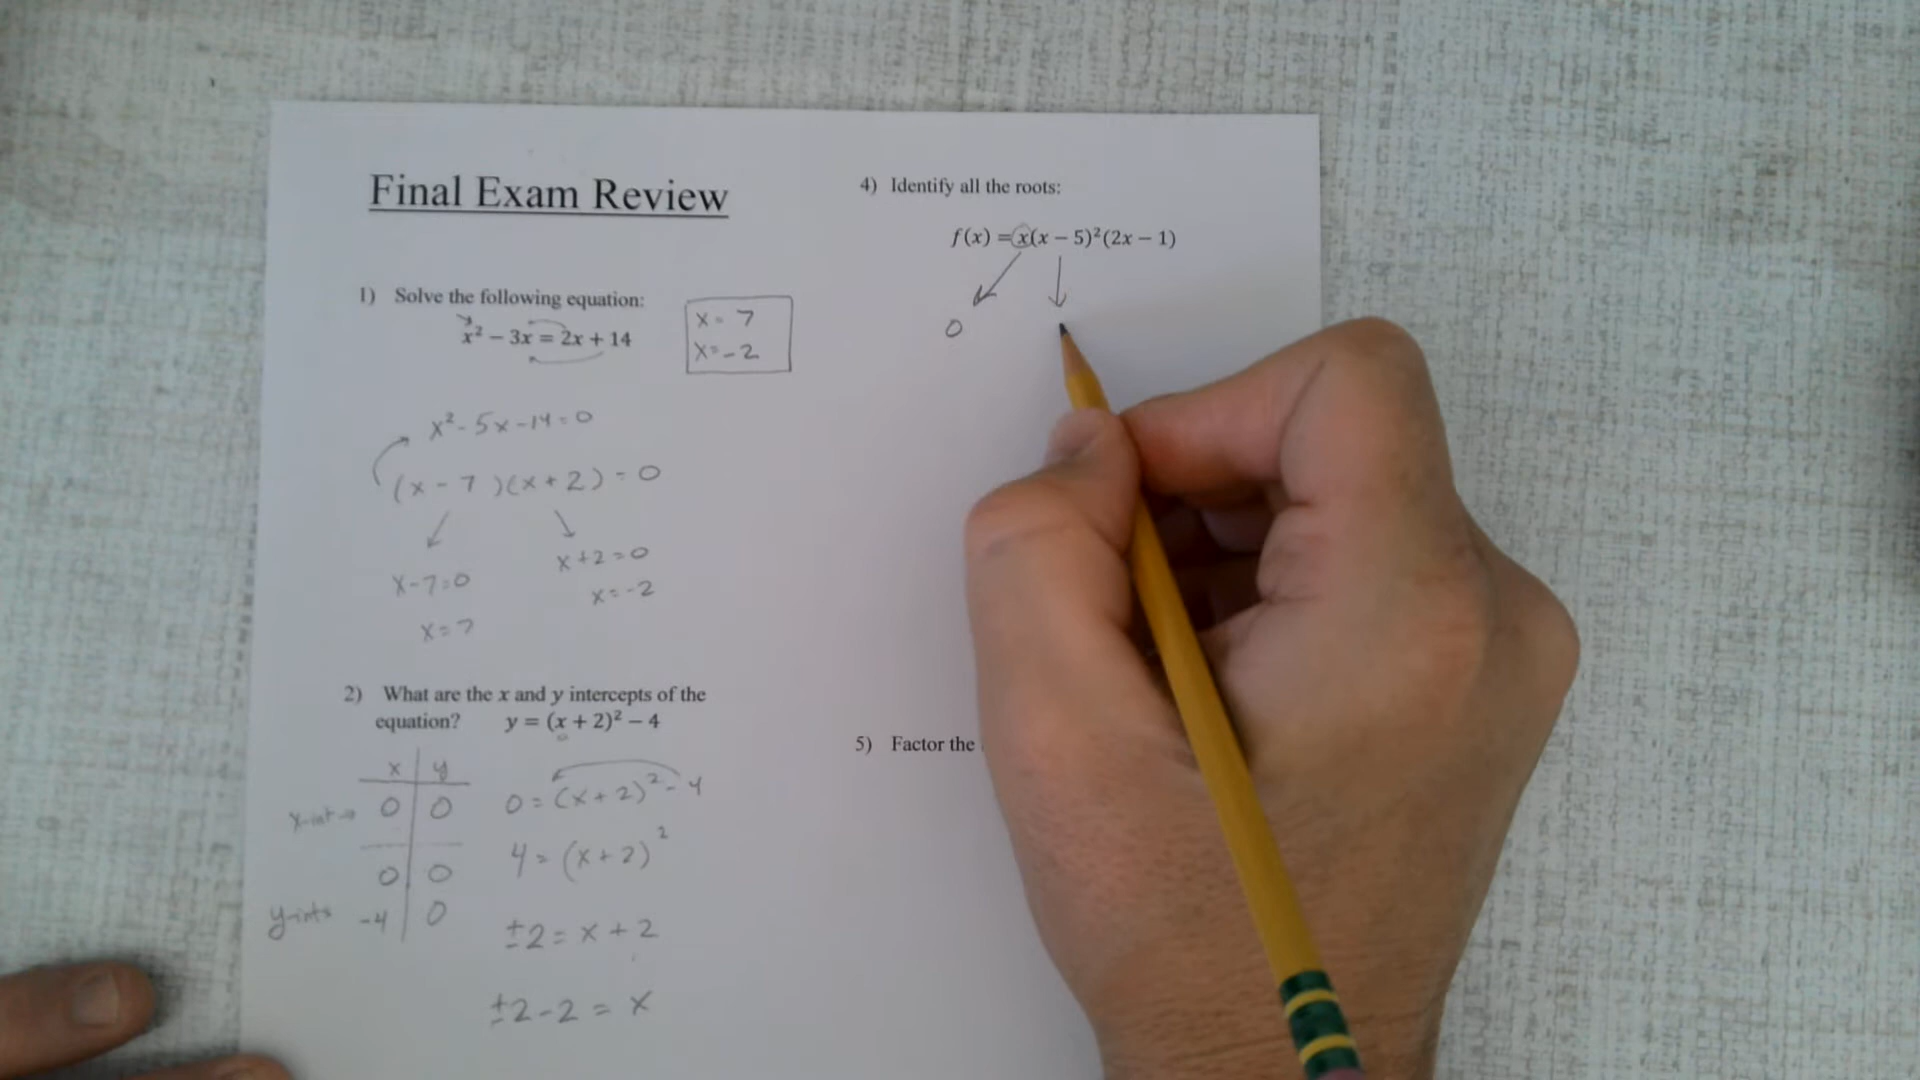 Final Exam Review
1) Solve the following equation:
x² − 3x = 2x + 14
x = 7
x = -2
x² - 5x - 14 = 0
(x - 7)(x + 2) = 0
x - 7 = 0
x + 2 = 0
x = -2
x = 7
2) What are the x and y intercepts of the
equation? y = (x + 2)² − 4
x | y
x-int → 0 | 0
0 | 0
y-ints -4 | 0
0 = (x + 2)² - 4
4 = (x + 2)²
±2 = x + 2
±2 - 2 = x
4) Identify all the roots:
f(x) = x(x − 5)²(2x − 1)
0
5) Factor the